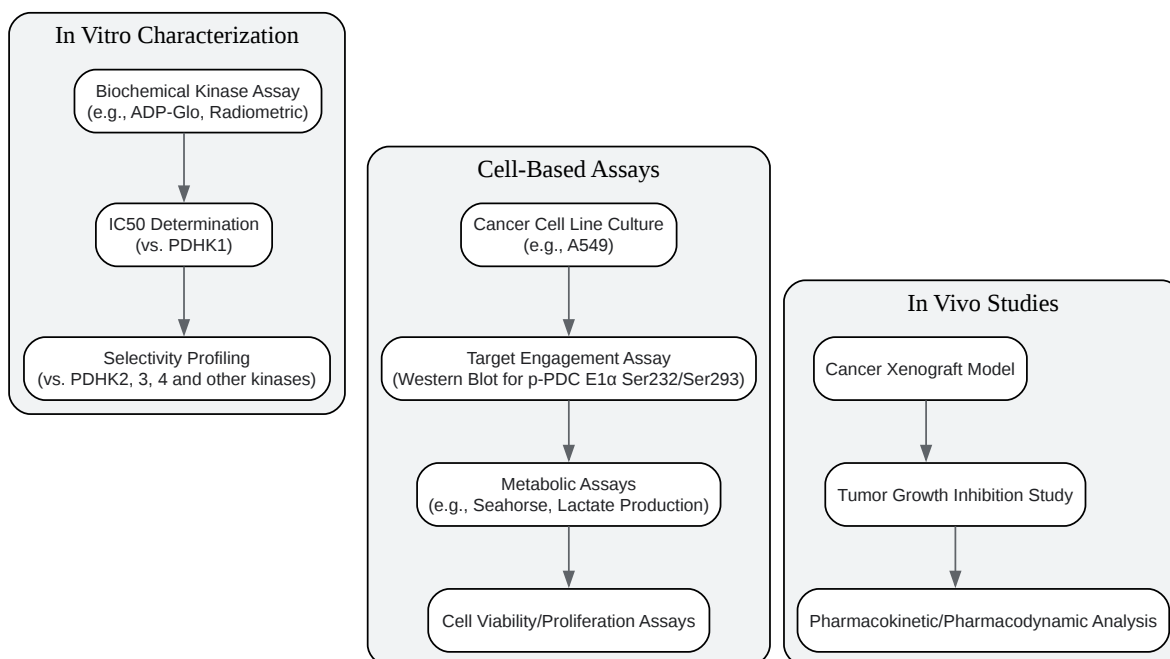 In Vitro Characterization
Biochemical Kinase Assay
(e.g., ADP-Glo, Radiometric)
IC50 Determination
(vs. PDHK1)
Selectivity Profiling
(vs. PDHK2, 3, 4 and other kinases)
Cell-Based Assays
Cancer Cell Line Culture
(e.g., A549)
Target Engagement Assay
(Western Blot for p-PDC E1α Ser232/Ser293)
Metabolic Assays
(e.g., Seahorse, Lactate Production)
Cell Viability/Proliferation Assays
In Vivo Studies
Cancer Xenograft Model
Tumor Growth Inhibition Study
Pharmacokinetic/Pharmacodynamic Analysis